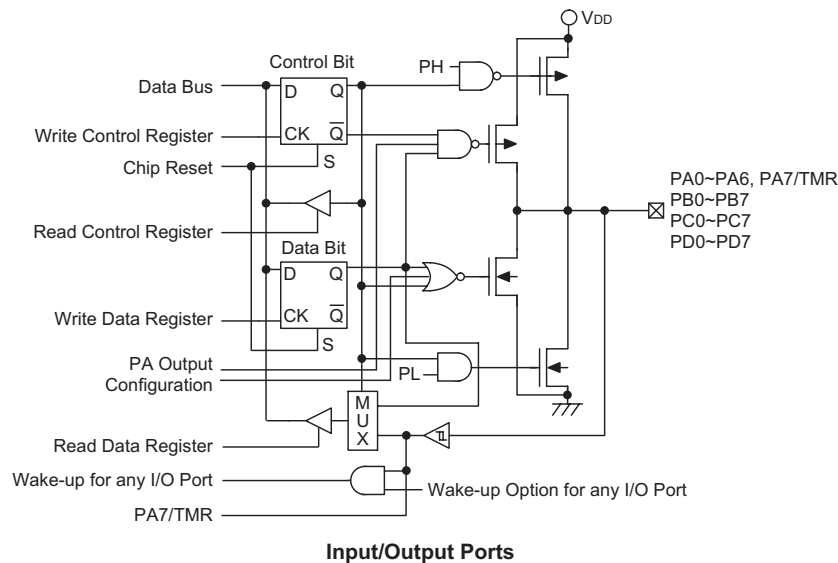 VDD
Control Bit
PH
Data Bus
D
Q
Write Control Register
CK
Q
Chip Reset
S
PA0~PA6, PA7/TMR
PB0~PB7
PC0~PC7
PD0~PD7
Read Control Register
Data Bit
D
Q
CK
Q
Write Data Register
S
PA Output
Configuration
PL
M
U
X
Read Data Register
Wake-up for any I/O Port
Wake-up Option for any I/O Port
PA7/TMR
Input/Output Ports